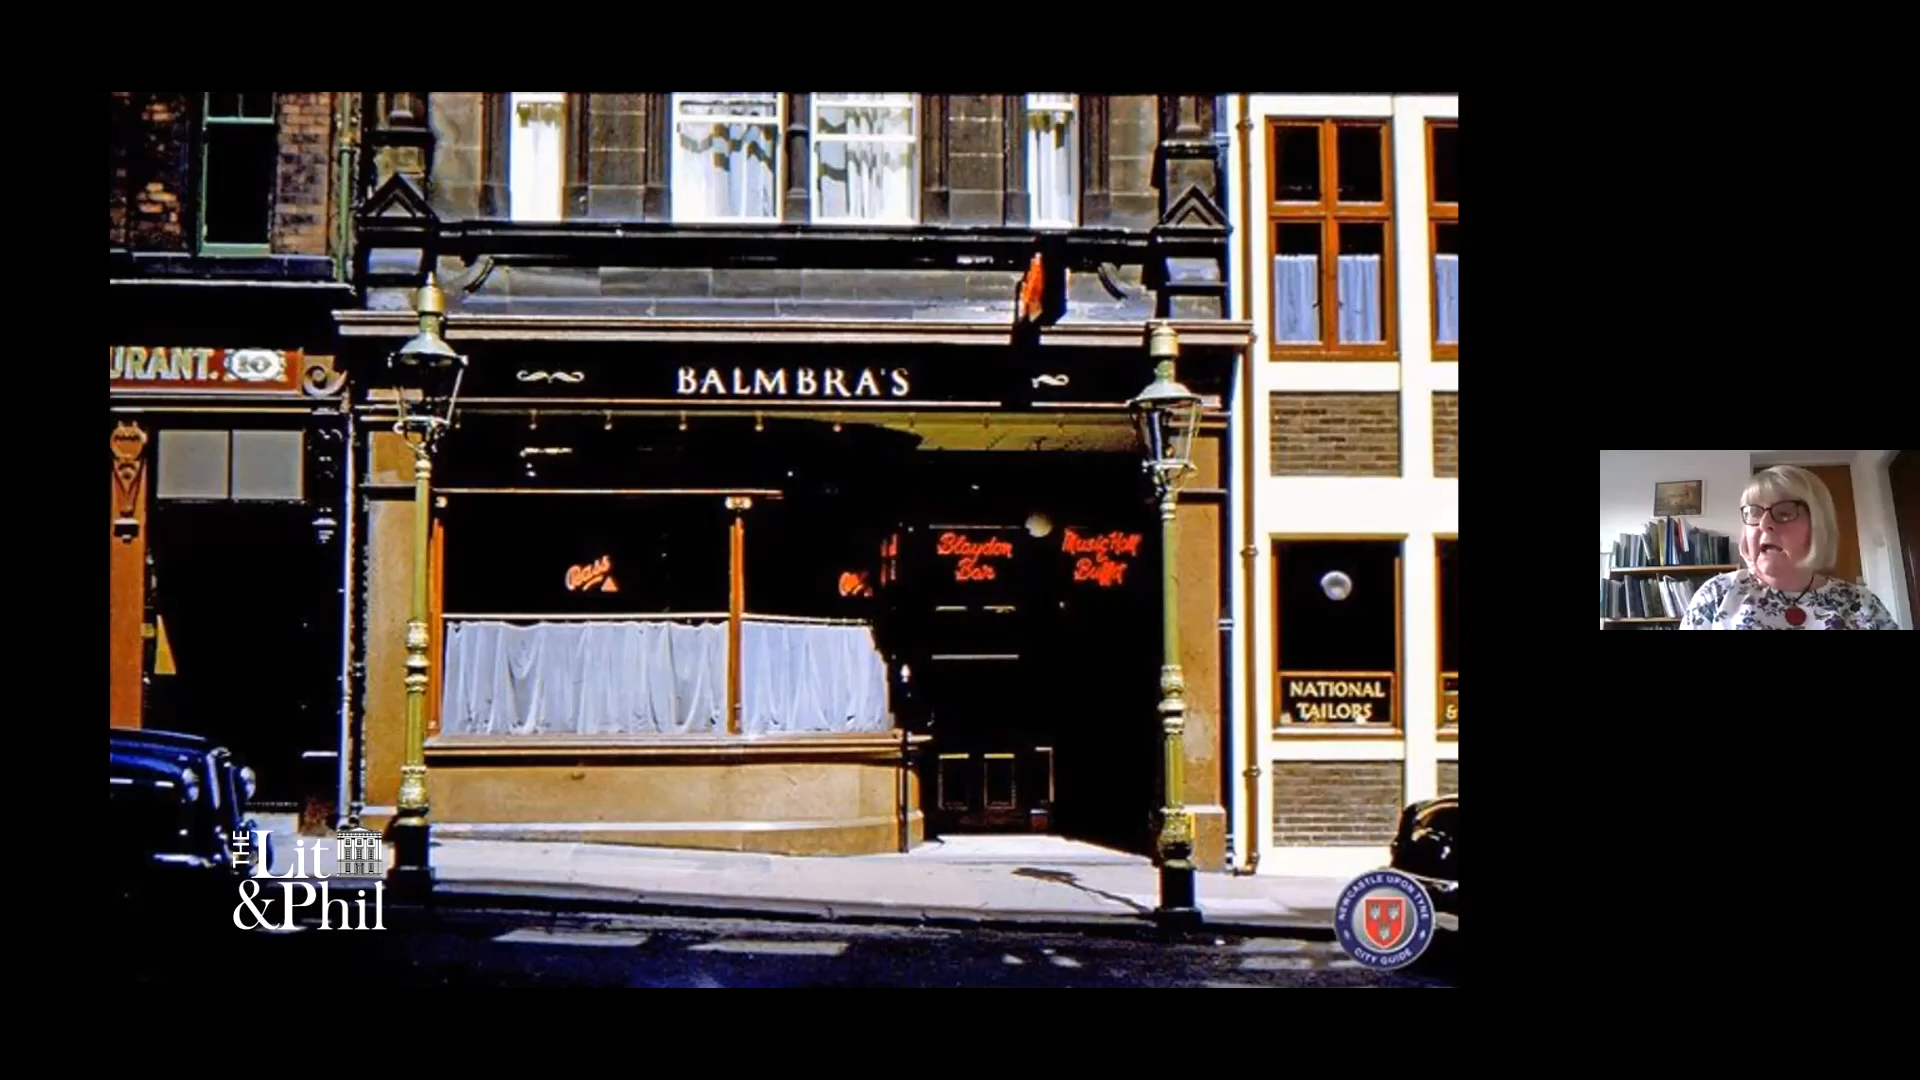 URANT. 10
BALMBRA'S
Bass
Blaydon
Bar
Music Hall
&
Buffet
NATIONAL
TAILORS
&
THE
Lit
&Phil
NEWCASTLE UPON TYNE
CITY GUIDE